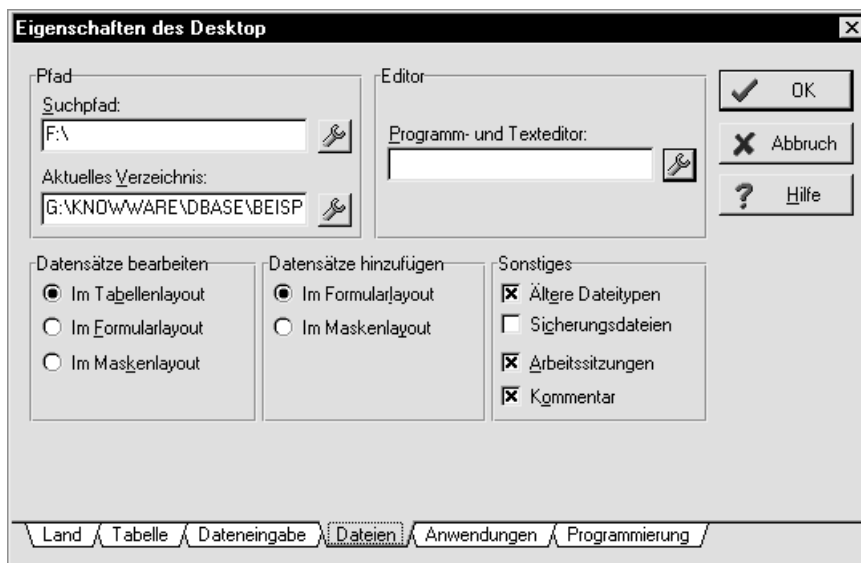 Eigenschaften des Desktop
Pfad
Suchpfad:
F:\
Aktuelles Verzeichnis:
G:\KNOWWARE\DBASE\BEISP
Editor
Programm- und Texteditor:
OK
Abbruch
Hilfe
Datensätze bearbeiten
Im Tabellenlayout
Im Formularlayout
Im Maskenlayout
Datensätze hinzufügen
Im Formularlayout
Im Maskenlayout
Sonstiges
Ältere Dateitypen
Sicherungsdateien
Arbeitssitzungen
Kommentar
Land Tabelle Dateneingabe Dateien Anwendungen Programmierung